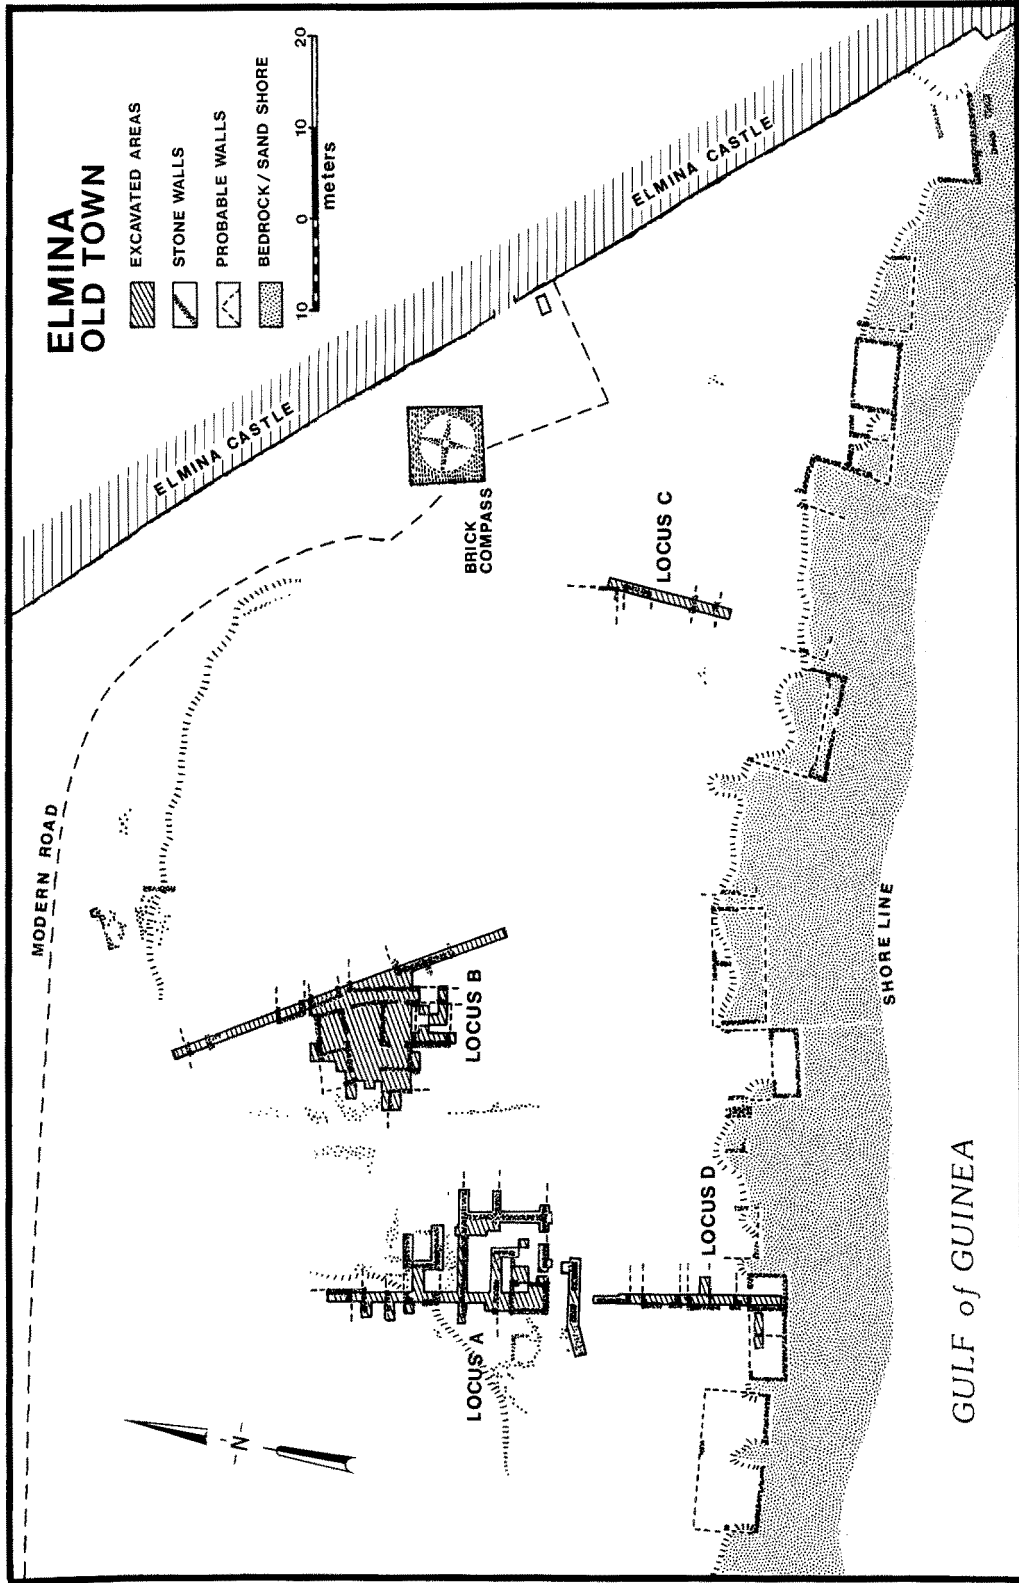 ELMINA
OLD TOWN
EXCAVATED AREAS
STONE WALLS
PROBABLE WALLS
BEDROCK/SAND SHORE
10 0 10 20
meters
ELMINA CASTLE
ELMINA CASTLE
MODERN ROAD
BRICK
COMPASS
LOCUS C
LOCUS B
LOCUS A
LOCUS D
N
SHORE LINE
GULF of GUINEA